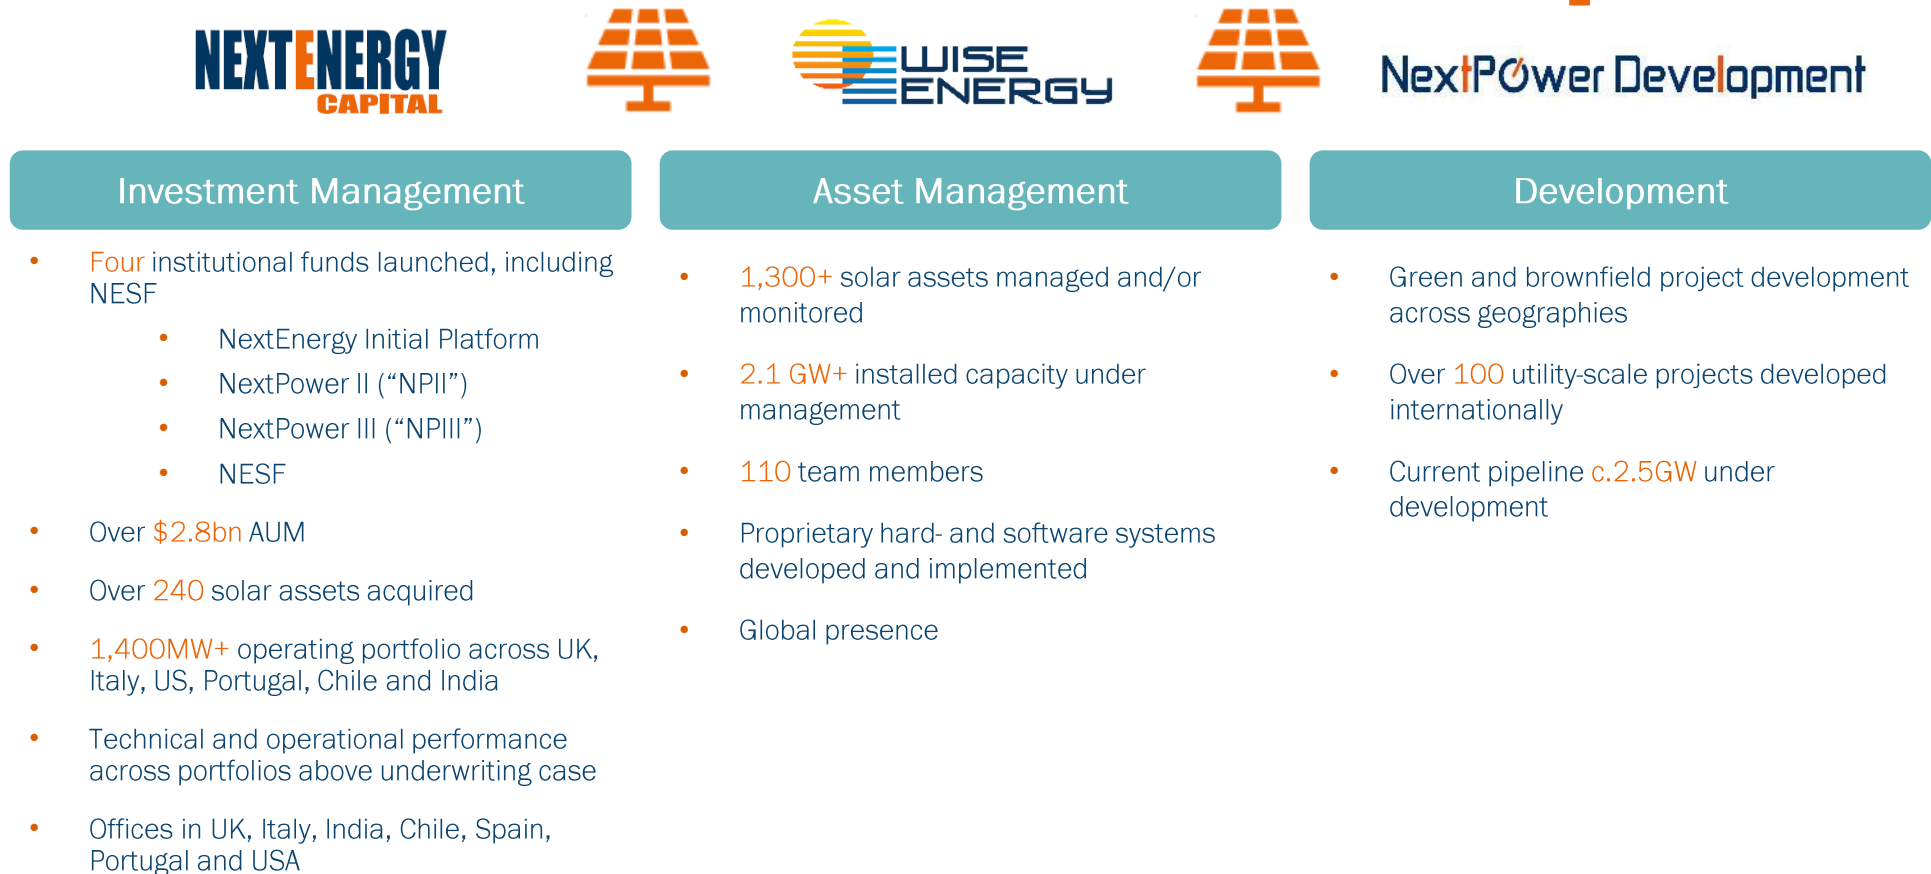 NEXTENERGY
CAPITAL
WISE
ENERGY
NextPower Development
Investment Management
• Four institutional funds launched, including
NESF
• NextEnergy Initial Platform
• NextPower II (“NPII”)
• NextPower III (“NPIII”)
• NESF
• Over $2.8bn AUM
• Over 240 solar assets acquired
• 1,400MW+ operating portfolio across UK,
Italy, US, Portugal, Chile and India
• Technical and operational performance
across portfolios above underwriting case
• Offices in UK, Italy, India, Chile, Spain,
Portugal and USA
Asset Management
• 1,300+ solar assets managed and/or
monitored
• 2.1 GW+ installed capacity under
management
• 110 team members
• Proprietary hard- and software systems
developed and implemented
• Global presence
Development
• Green and brownfield project development
across geographies
• Over 100 utility-scale projects developed
internationally
• Current pipeline c.2.5GW under
development